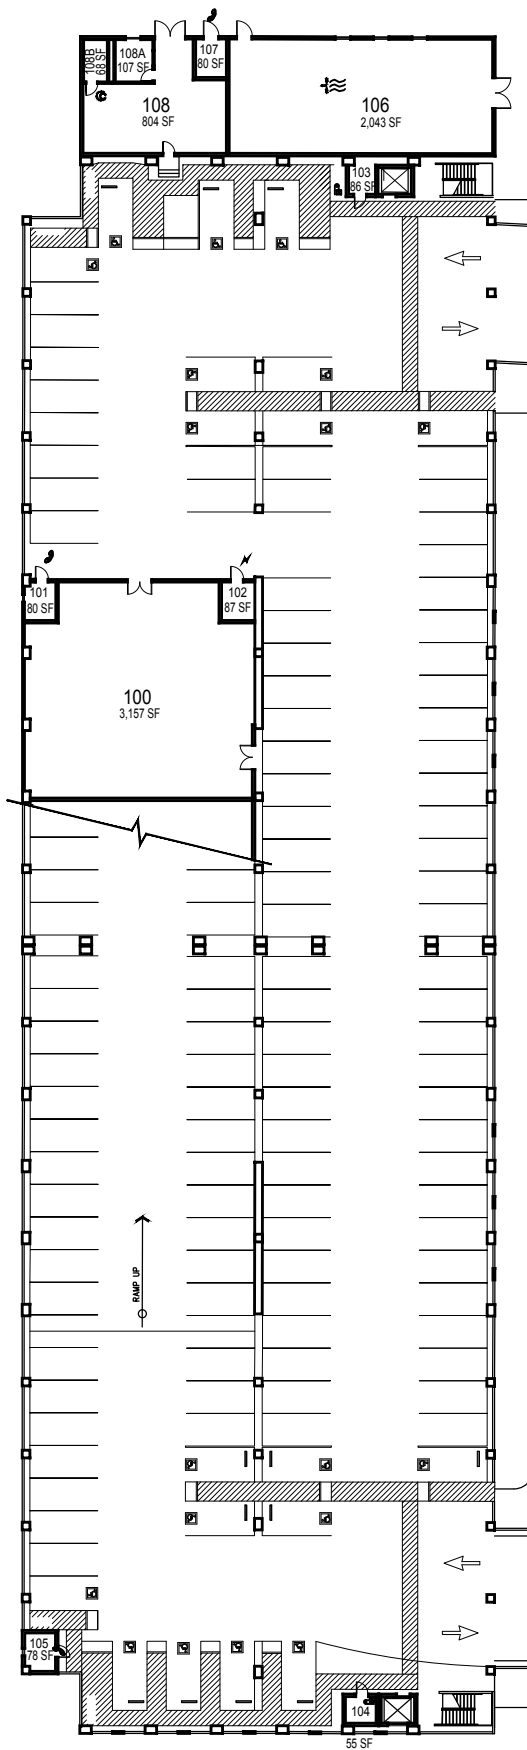 107
80 SF
108A
107 SF
108B
68 SF
108
804 SF
106
2,043 SF
103
86 SF
101
80 SF
102
87 SF
100
3,157 SF
RAMP UP
105
78 SF
104
55 SF